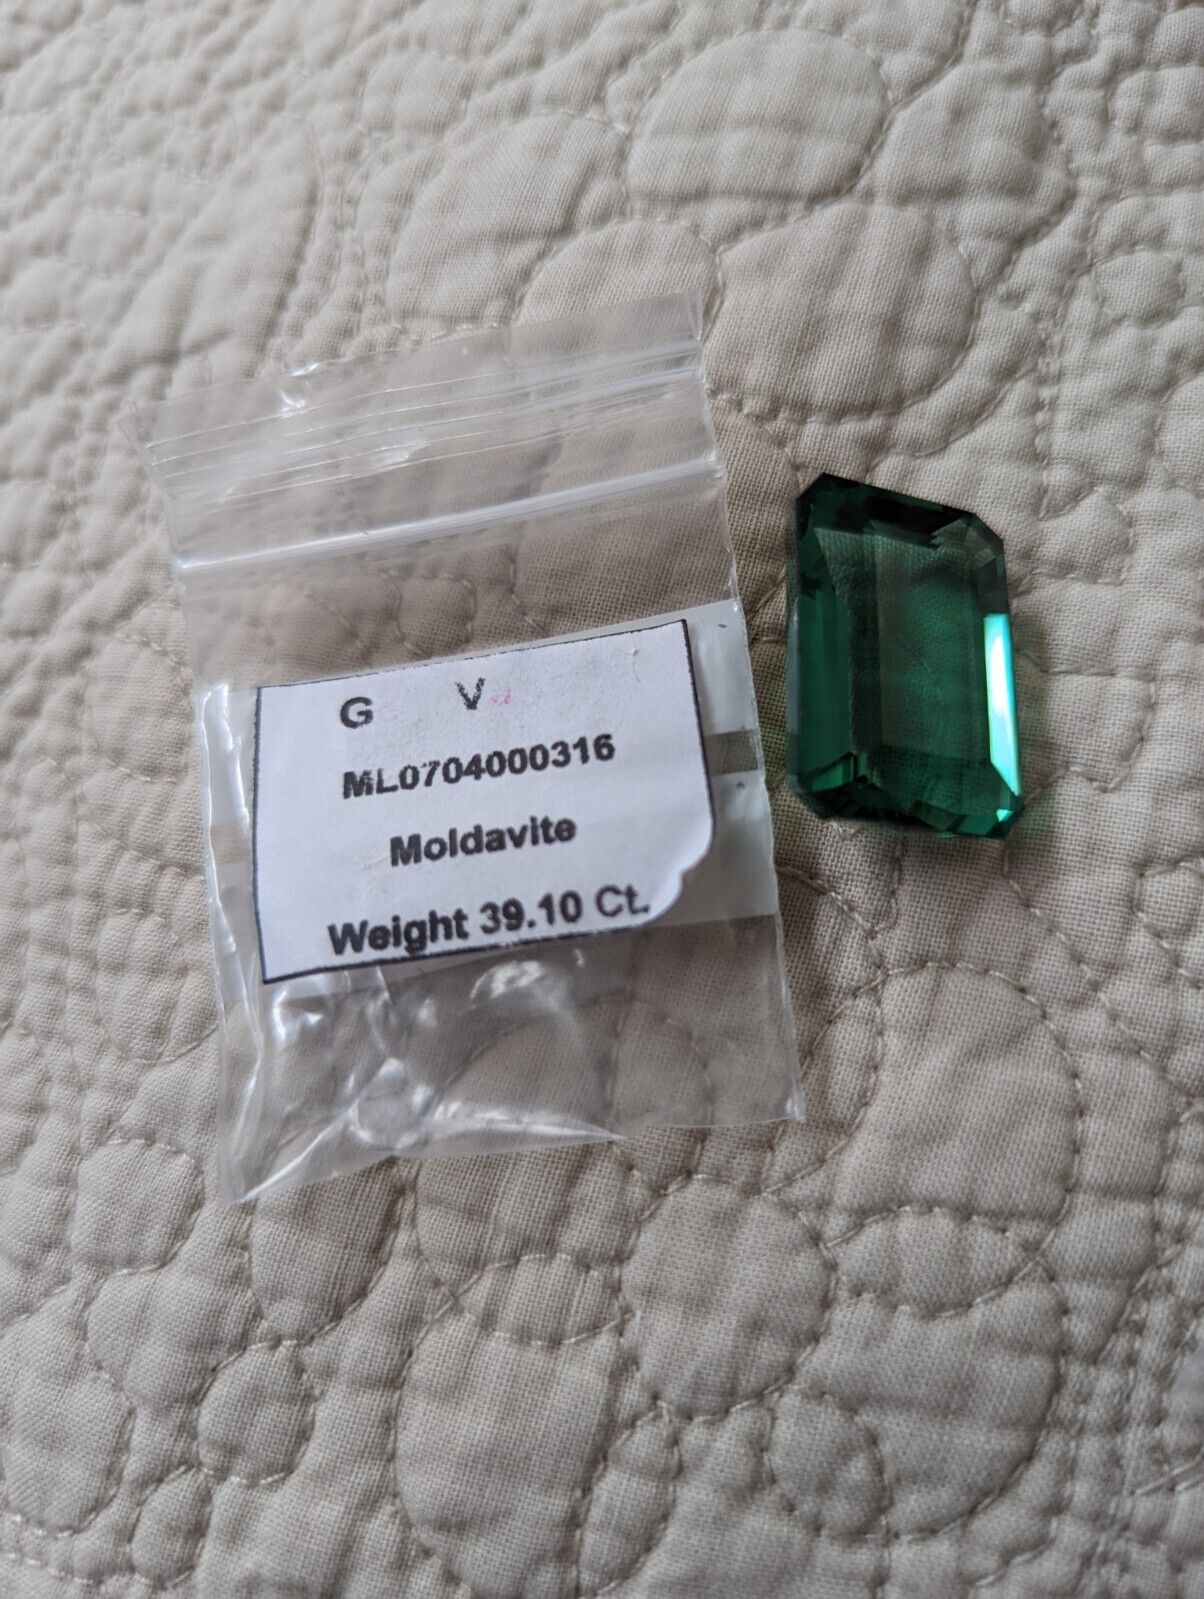 G V
ML0704000316
Moldavite
Weight 39.10 Ct.